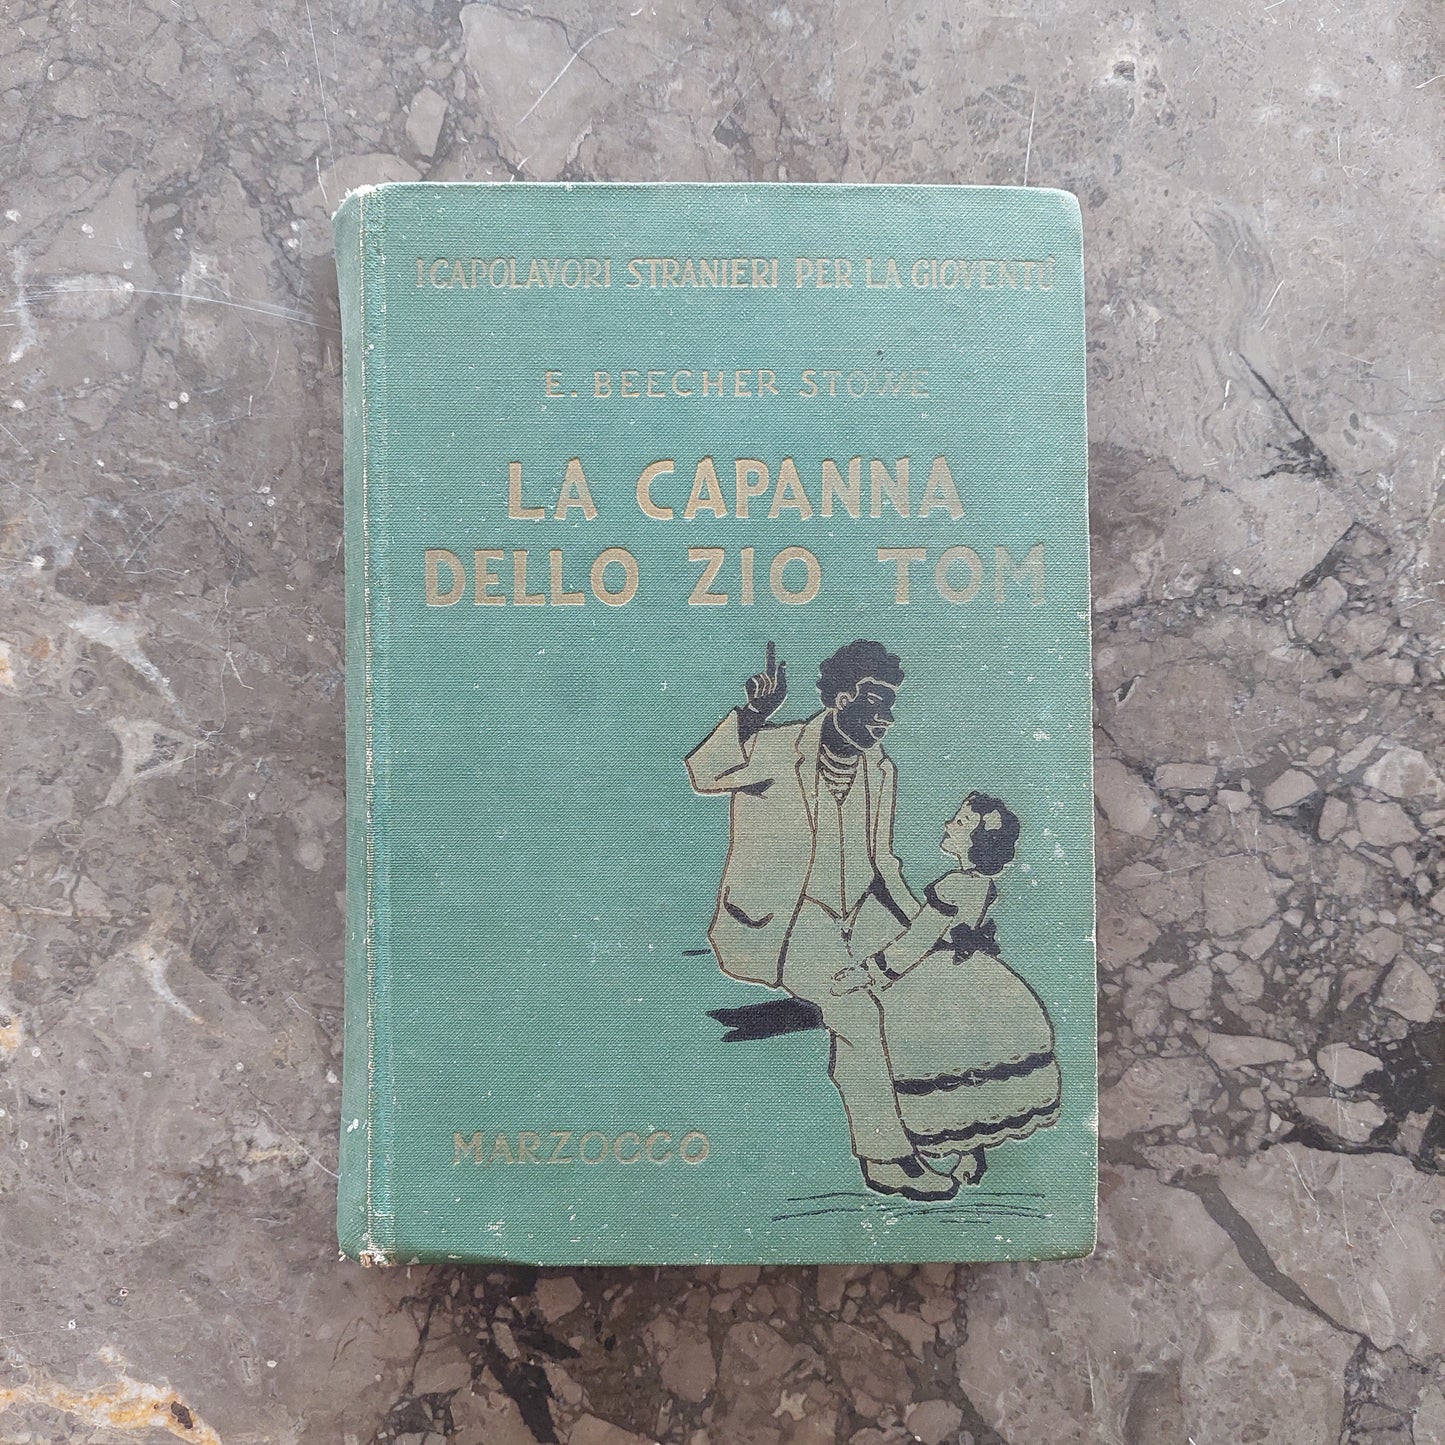 I CAPOLAVORI STRANIERI PER LA GIOVENTÙ
E. BEECHER STOWE
LA CAPANNA
DELLO ZIO TOM
MARZOCCO